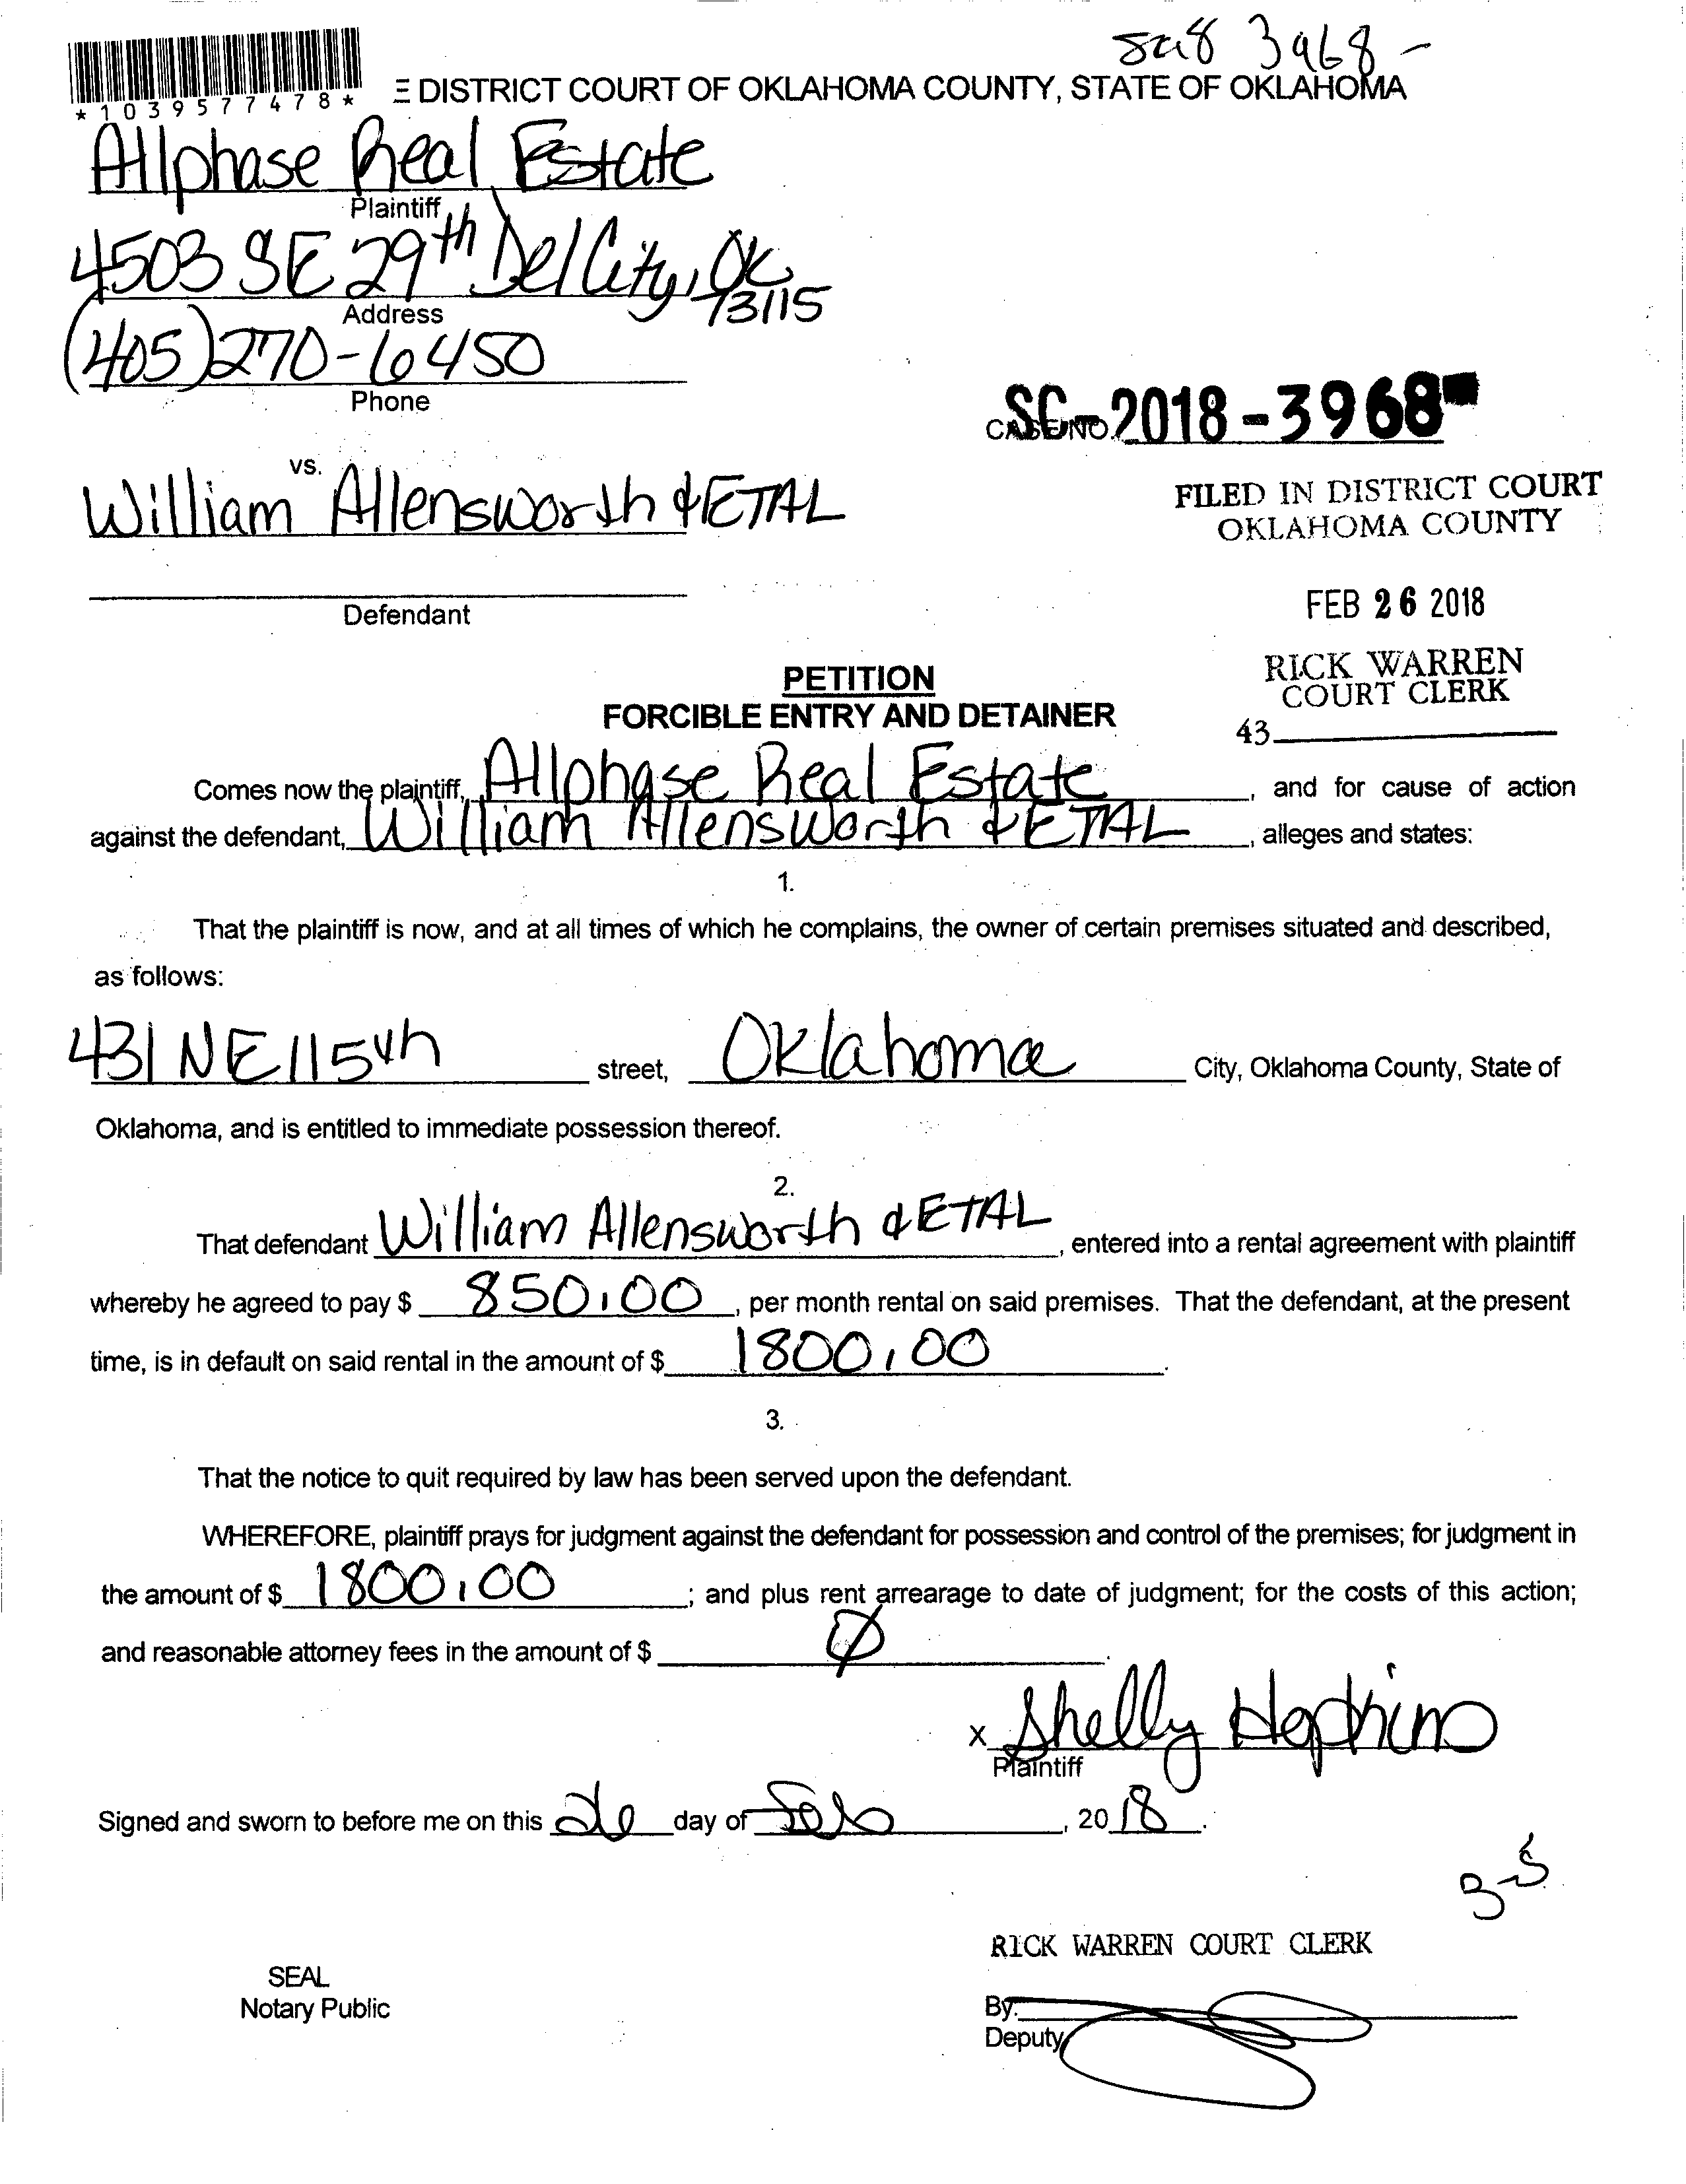 sc18 3968-
*1039577478*
E DISTRICT COURT OF OKLAHOMA COUNTY, STATE OF OKLAHOMA
Allphase Real Estate
Plaintiff
4503 SE 29th Del City, OK
73115
Address
(405)270-6450
Phone
CASE NO. SC-2018-3968
vs.
William Allensworth & ETAL
FILED IN DISTRICT COURT
OKLAHOMA COUNTY
Defendant
FEB 26 2018
RICK WARREN
COURT CLERK
43
PETITION
FORCIBLE ENTRY AND DETAINER
Comes now the plaintiff, Allphase Real Estate, and for cause of action
against the defendant, William Allensworth & ETAL, alleges and states:
1.
That the plaintiff is now, and at all times of which he complains, the owner of certain premises situated and described,
as follows:
431 NE 115th street, Oklahoma City, Oklahoma County, State of
Oklahoma, and is entitled to immediate possession thereof.
2.
That defendant William Allensworth & ETAL, entered into a rental agreement with plaintiff
whereby he agreed to pay $ 850.00, per month rental on said premises. That the defendant, at the present
time, is in default on said rental in the amount of $ 1800.00.
3.
That the notice to quit required by law has been served upon the defendant.
WHEREFORE, plaintiff prays for judgment against the defendant for possession and control of the premises; for judgment in
the amount of $ 1800.00; and plus rent arrearage to date of judgment; for the costs of this action;
and reasonable attorney fees in the amount of $ Ø.
x Shelly Hopkins
Plaintiff
Signed and sworn to before me on this 26 day of Feb, 2018.
3-5
RICK WARREN COURT CLERK
SEAL
Notary Public
By:
Deputy